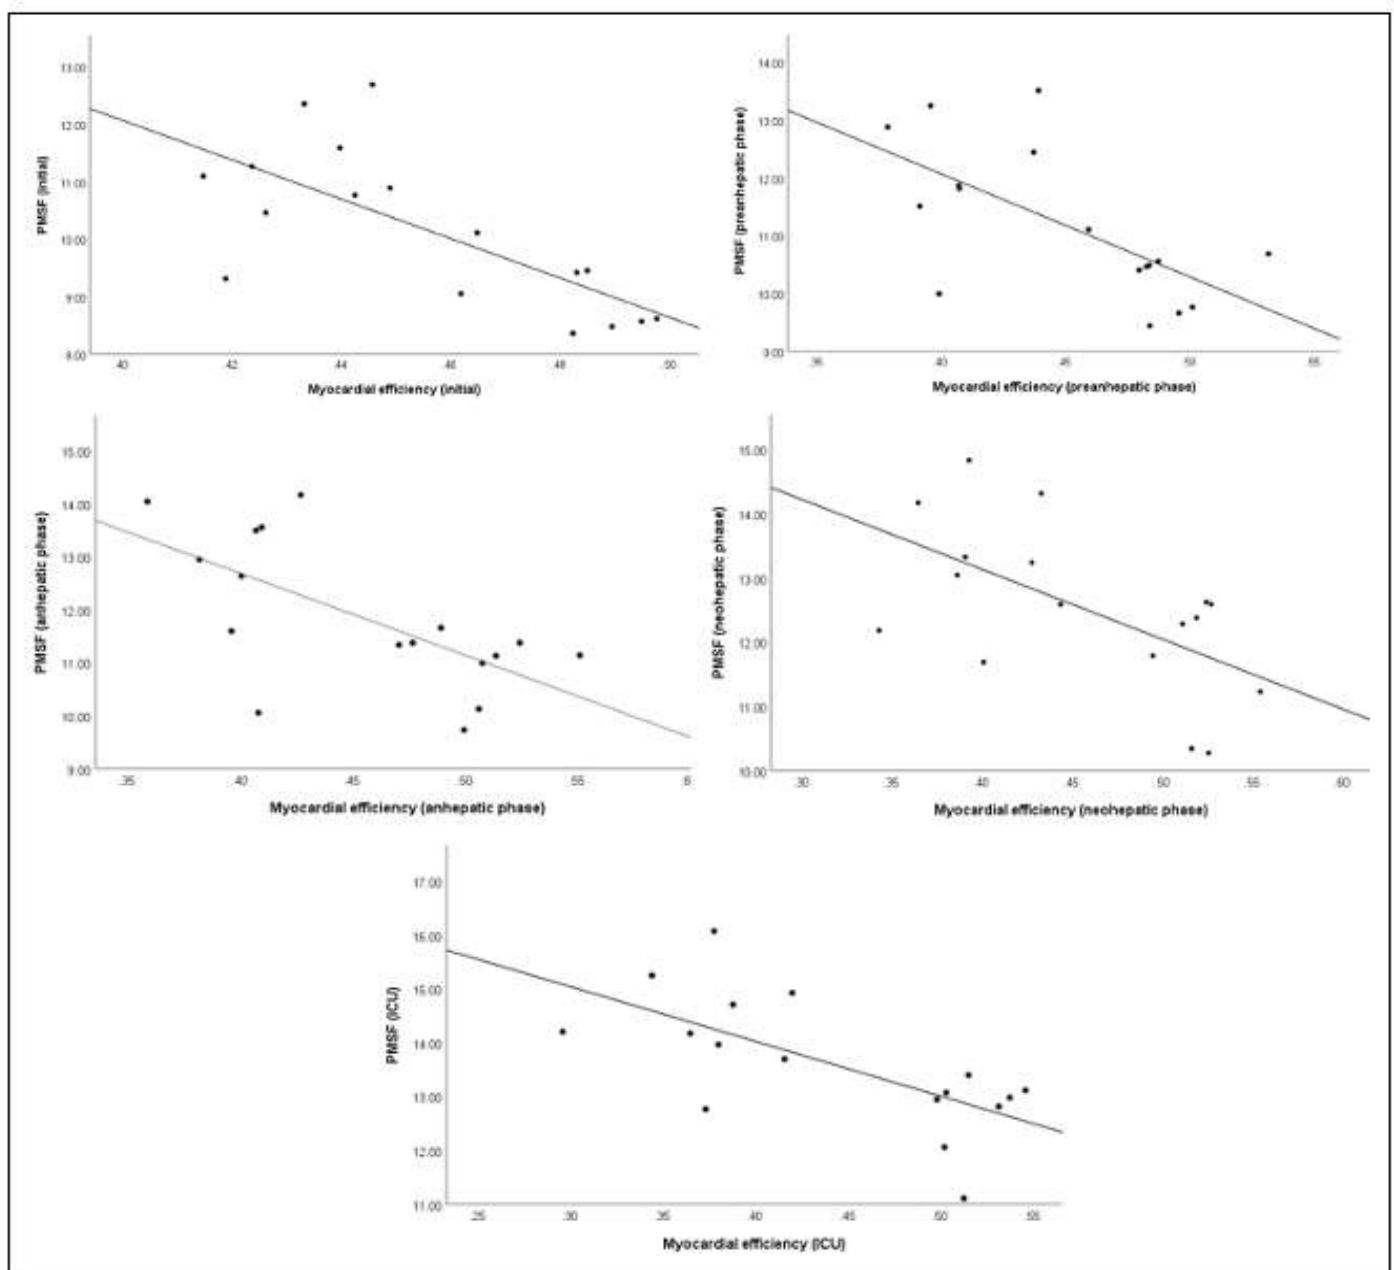 13.00
12.00
11.00
10.00
9.00
8.00
PMSF (initial)
.40 .42 .44 .46 .48 .50
Myocardial efficiency (initial)
14.00
13.00
12.00
11.00
10.00
9.00
PMSF (preanhepatic phase)
.35 .40 .45 .50 .55
Myocardial efficiency (preanhepatic phase)
15.00
14.00
13.00
12.00
11.00
10.00
9.00
PMSF (anhepatic phase)
.35 .40 .45 .50 .55 .6
Myocardial efficiency (anhepatic phase)
15.00
14.00
13.00
12.00
11.00
10.00
PMSF (neohepatic phase)
.30 .35 .40 .45 .50 .55 .60
Myocardial efficiency (neohepatic phase)
17.00
16.00
15.00
14.00
13.00
12.00
11.00
PMSF (ICU)
.25 .30 .35 .40 .45 .50 .55
Myocardial efficiency (ICU)